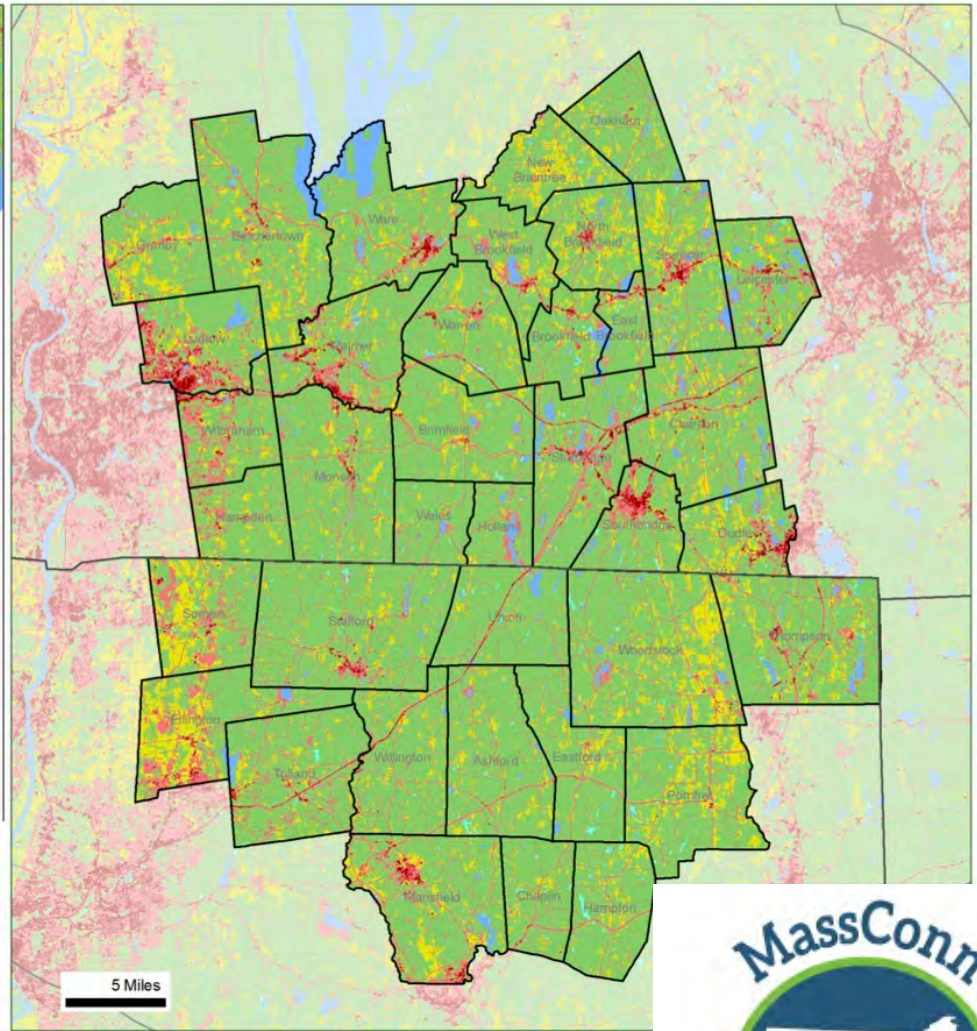 Oakham
New
Braintree
Granby
Belchertown
Ware
West
Brookfield
North
Brookfield
Spencer
Leicester
Ludlow
Palmer
Warren
Brookfield
East
Brookfield
Wilbraham
Monson
Brimfield
Sturbridge
Charlton
Hampden
Wales
Holland
Southbridge
Dudley
Somers
Stafford
Union
Woodstock
Thompson
Ellington
Tolland
Willington
Ashford
Eastford
Pomfret
Mansfield
Chaplin
Hampton
5 Miles
MassConn